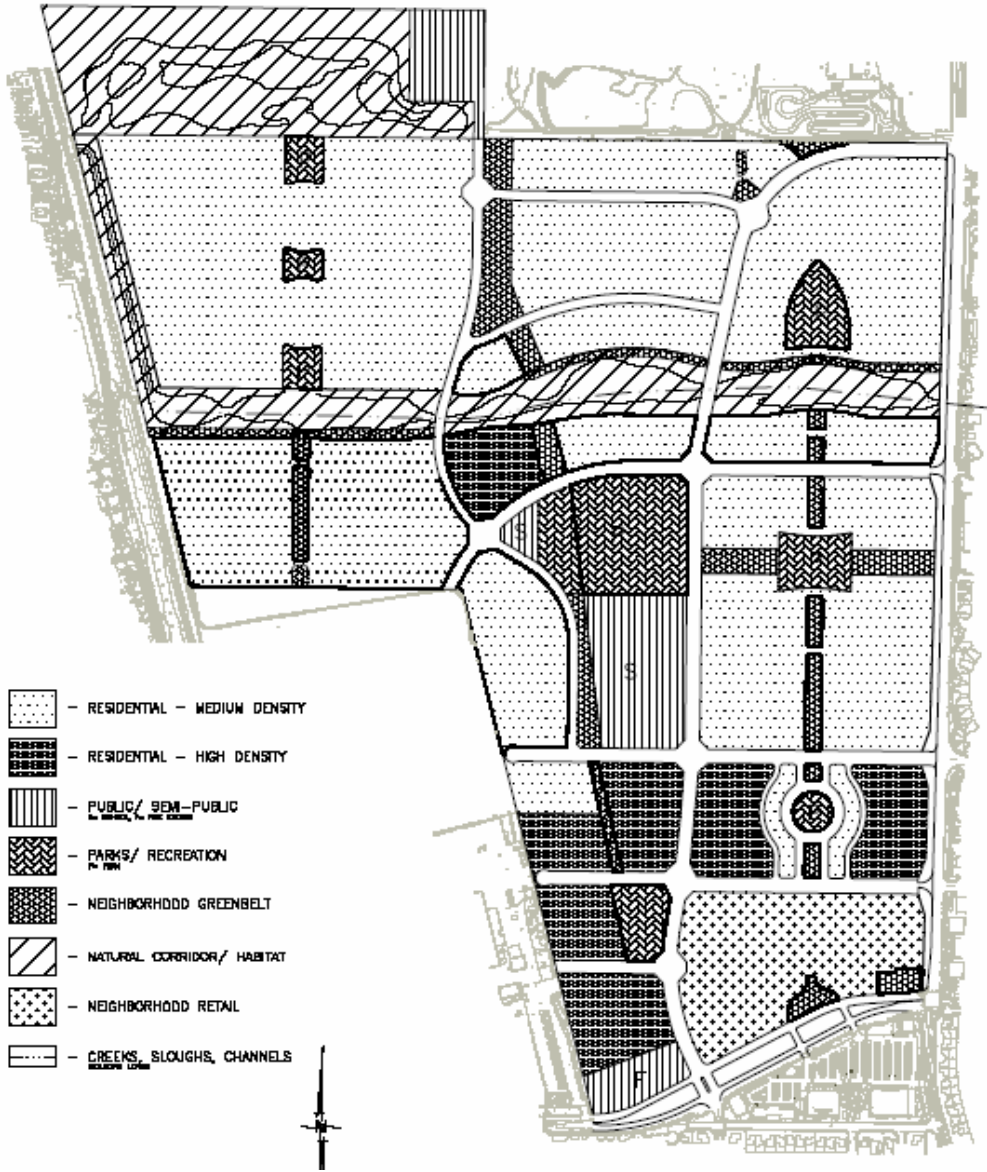 S
S
- RESIDENTIAL - MEDIUM DENSITY
- RESIDENTIAL - HIGH DENSITY
- PUBLIC/ SEMI-PUBLIC
- PARKS/ RECREATION
- NEIGHBORHOOD GREENBELT
- NATURAL CORRIDOR/ HABITAT
- NEIGHBORHOOD RETAIL
- CREEKS, SLOUGHS, CHANNELS
F
N